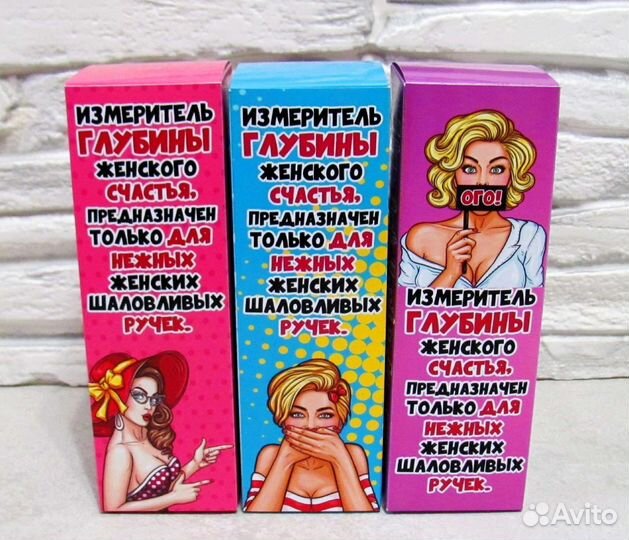 ИЗМЕРИТЕЛЬ
ГЛУБИНЫ
ЖЕНСКОГО
СЧАСТЬЯ,
ПРЕДНАЗНАЧЕН
ТОЛЬКО ДЛЯ
НЕЖНЫХ
ЖЕНСКИХ
ШАЛОВЛИВЫХ
РУЧЕК.
ИЗМЕРИТЕЛЬ
ГЛУБИНЫ
ЖЕНСКОГО
СЧАСТЬЯ,
ПРЕДНАЗНАЧЕН
ТОЛЬКО ДЛЯ
НЕЖНЫХ
ЖЕНСКИХ
ШАЛОВЛИВЫХ
РУЧЕК.
ОГО!
ИЗМЕРИТЕЛЬ
ГЛУБИНЫ
ЖЕНСКОГО
СЧАСТЬЯ,
ПРЕДНАЗНАЧЕН
ТОЛЬКО ДЛЯ
НЕЖНЫХ
ЖЕНСКИХ
ШАЛОВЛИВЫХ
РУЧЕК.
Avito